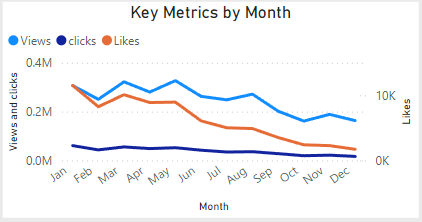 Key Metrics by Month
Views clicks Likes
0.4M
0.2M
0.0M
Views and clicks
10K
0K
Likes
Jan Feb Mar Apr May Jun Jul Aug Sep Oct Nov Dec
Month